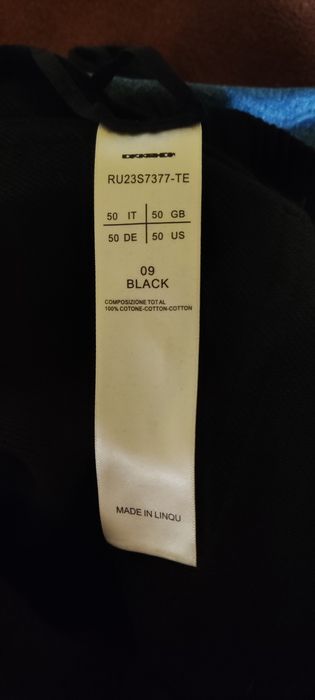 DRKSHDW
RU23S7377-TE
50 IT 50 GB
50 DE 50 US
09
BLACK
COMPOSIZIONE TOTAL
100% COTONE-COTTON-COTTON
MADE IN LINQU